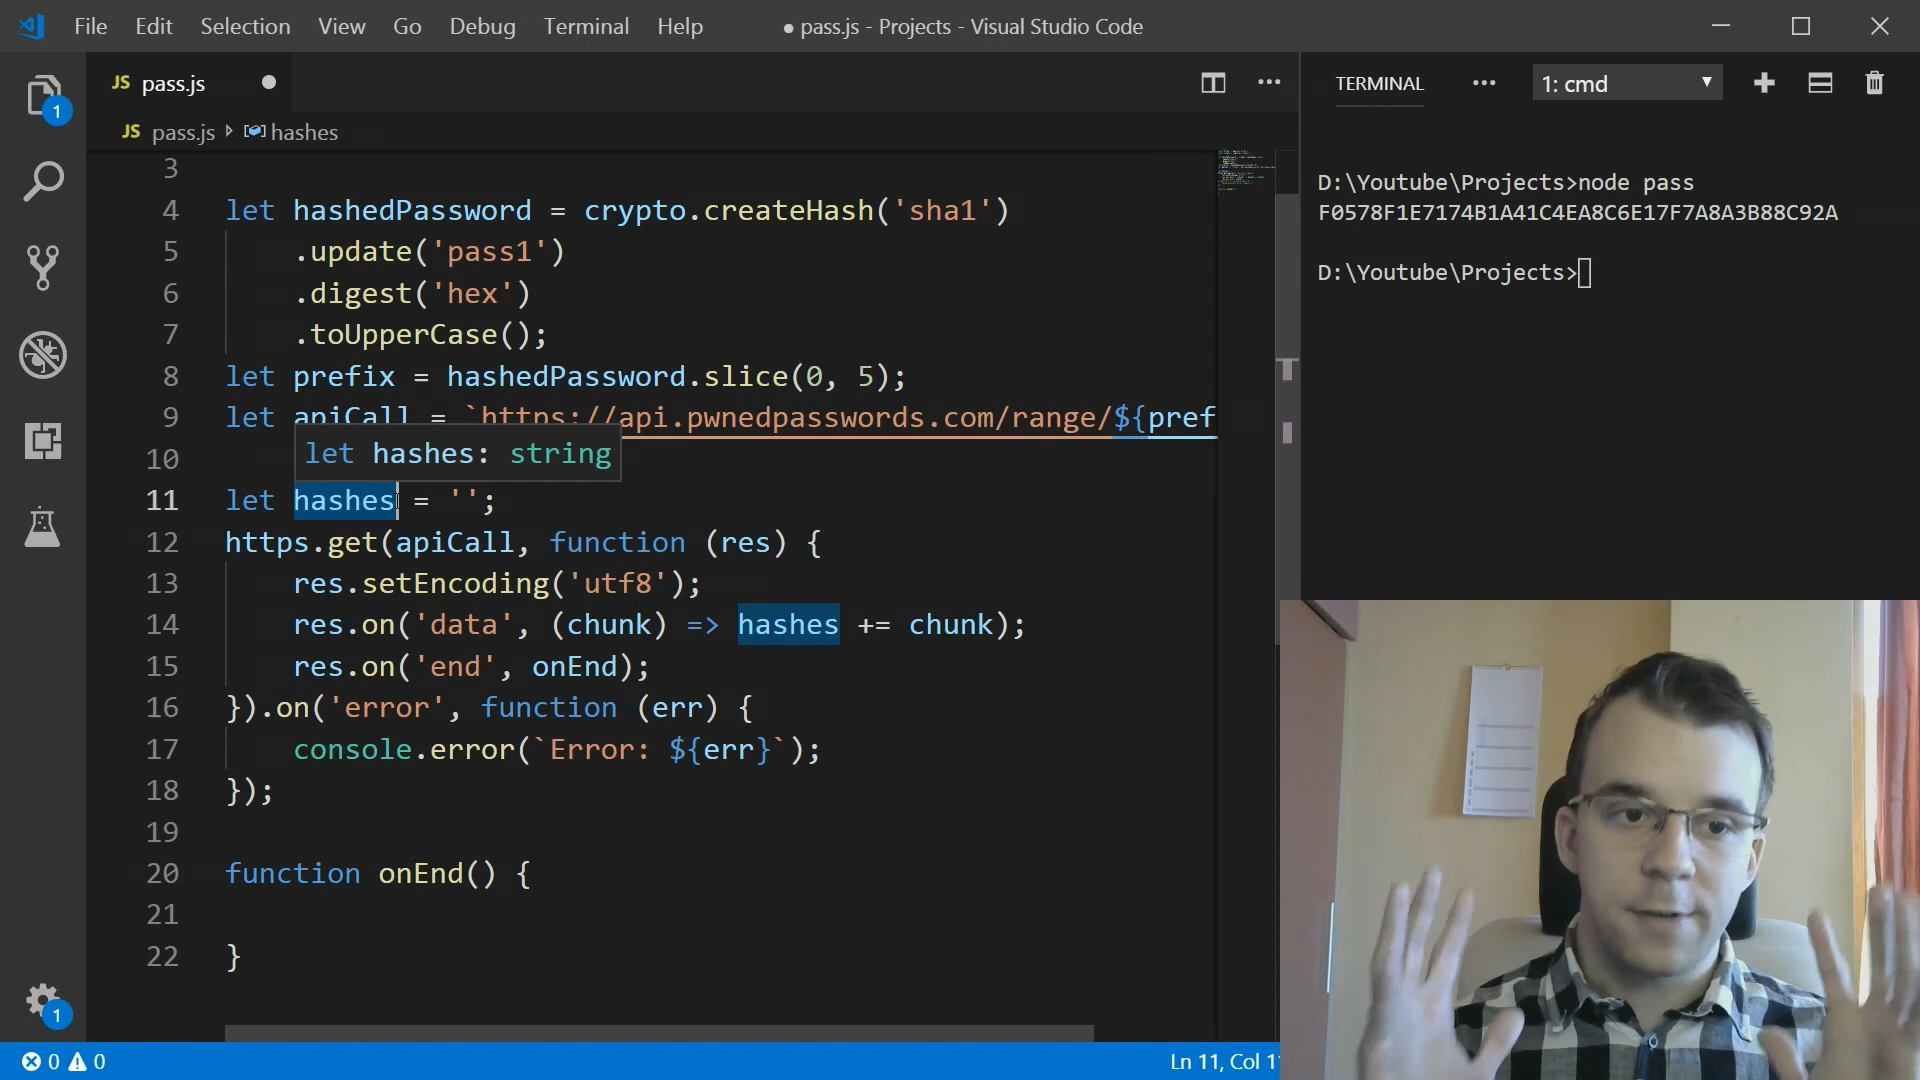 File Edit Selection View Go Debug Terminal Help
● pass.js - Projects - Visual Studio Code
JS pass.js
JS pass.js hashes
3
4 let hashedPassword = crypto.createHash('sha1')
5 .update('pass1')
6 .digest('hex')
7 .toUpperCase();
8 let prefix = hashedPassword.slice(0, 5);
9 let apiCall = `https://api.pwnedpasswords.com/range/${pref
10
let hashes: string
11 let hashes = '';
12 https.get(apiCall, function (res) {
13 res.setEncoding('utf8');
14 res.on('data', (chunk) => hashes += chunk);
15 res.on('end', onEnd);
16 }).on('error', function (err) {
17 console.error(`Error: ${err}`);
18 });
19
20 function onEnd() {
21
22 }
1
1
0 0
Ln 11, Col 1
TERMINAL
1: cmd
D:\Youtube\Projects>node pass
F0578F1E7174B1A41C4EA8C6E17F7A8A3B88C92A
D:\Youtube\Projects>